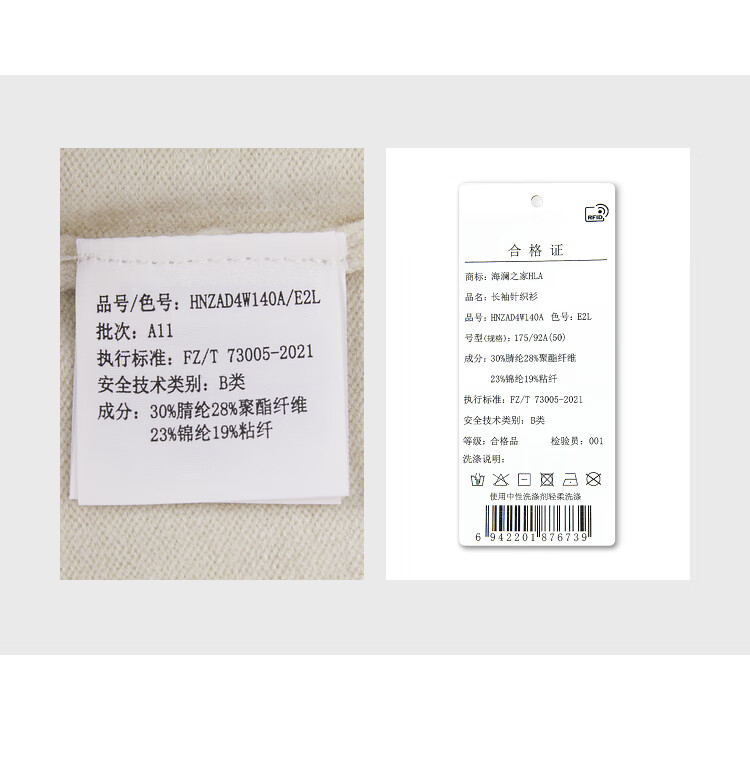 品号/色号: HNZAD4W140A/E2L
批次: A11
执行标准: FZ/T 73005-2021
安全技术类别: B类
成分: 30%腈纶28%聚酯纤维
23%锦纶19%粘纤
RFID
合格证
商标: 海澜之家HLA
品名: 长袖针织衫
品号: HNZAD4W140A 色号: E2L
号型(规格): 175/92A(50)
成分: 30%腈纶28%聚酯纤维
23%锦纶19%粘纤
执行标准: FZ/T 73005-2021
安全技术类别: B类
等级: 合格品 检验员: 001
洗涤说明:
使用中性洗涤剂轻柔洗涤
6 942201 876739